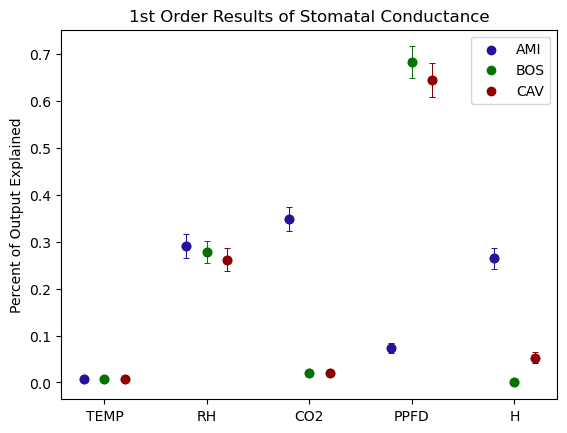 1st Order Results of Stomatal Conductance
Percent of Output Explained
0.7
0.6
0.5
0.4
0.3
0.2
0.1
0.0
AMI
BOS
CAV
TEMP RH CO2 PPFD H